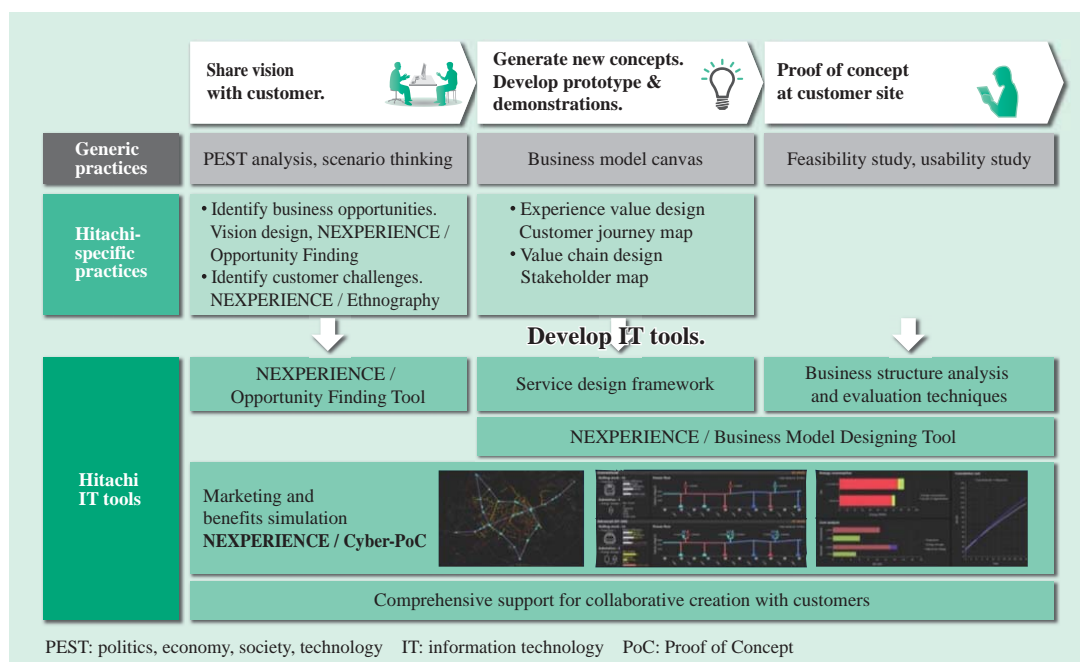 Share vision
with customer.
Generate new concepts.
Develop prototype &
demonstrations.
Proof of concept
at customer site
Generic
practices
PEST analysis, scenario thinking
Business model canvas
Feasibility study, usability study
Hitachi-
specific
practices
• Identify business opportunities.
Vision design, NEXPERIENCE /
Opportunity Finding
• Identify customer challenges.
NEXPERIENCE / Ethnography
• Experience value design
Customer journey map
• Value chain design
Stakeholder map
Develop IT tools.
Hitachi
IT tools
NEXPERIENCE /
Opportunity Finding Tool
Service design framework
Business structure analysis
and evaluation techniques
NEXPERIENCE / Business Model Designing Tool
Marketing and
benefits simulation
NEXPERIENCE / Cyber-PoC
Comprehensive support for collaborative creation with customers
PEST: politics, economy, society, technology IT: information technology PoC: Proof of Concept